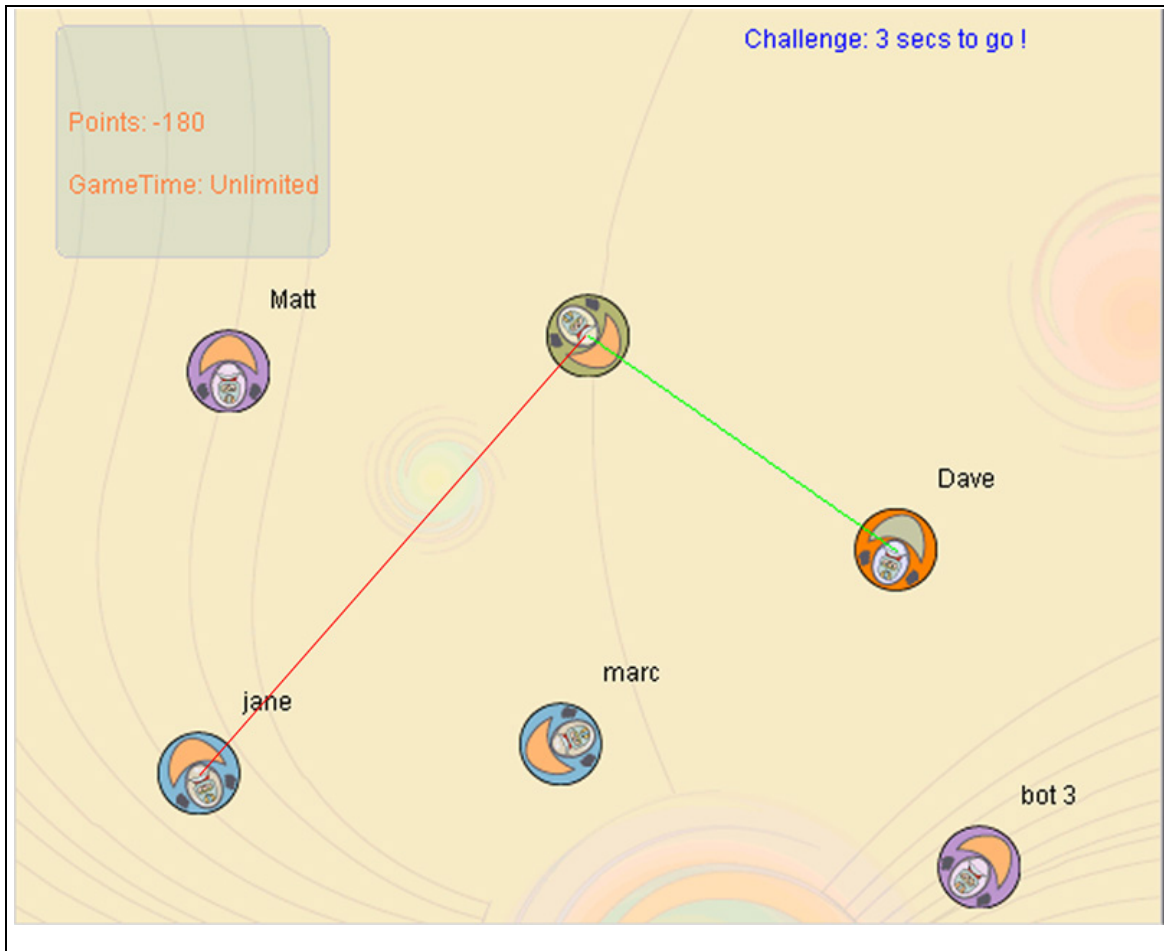 Challenge: 3 secs to go !
Points: -180
GameTime: Unlimited
Matt
Dave
marc
jane
bot 3